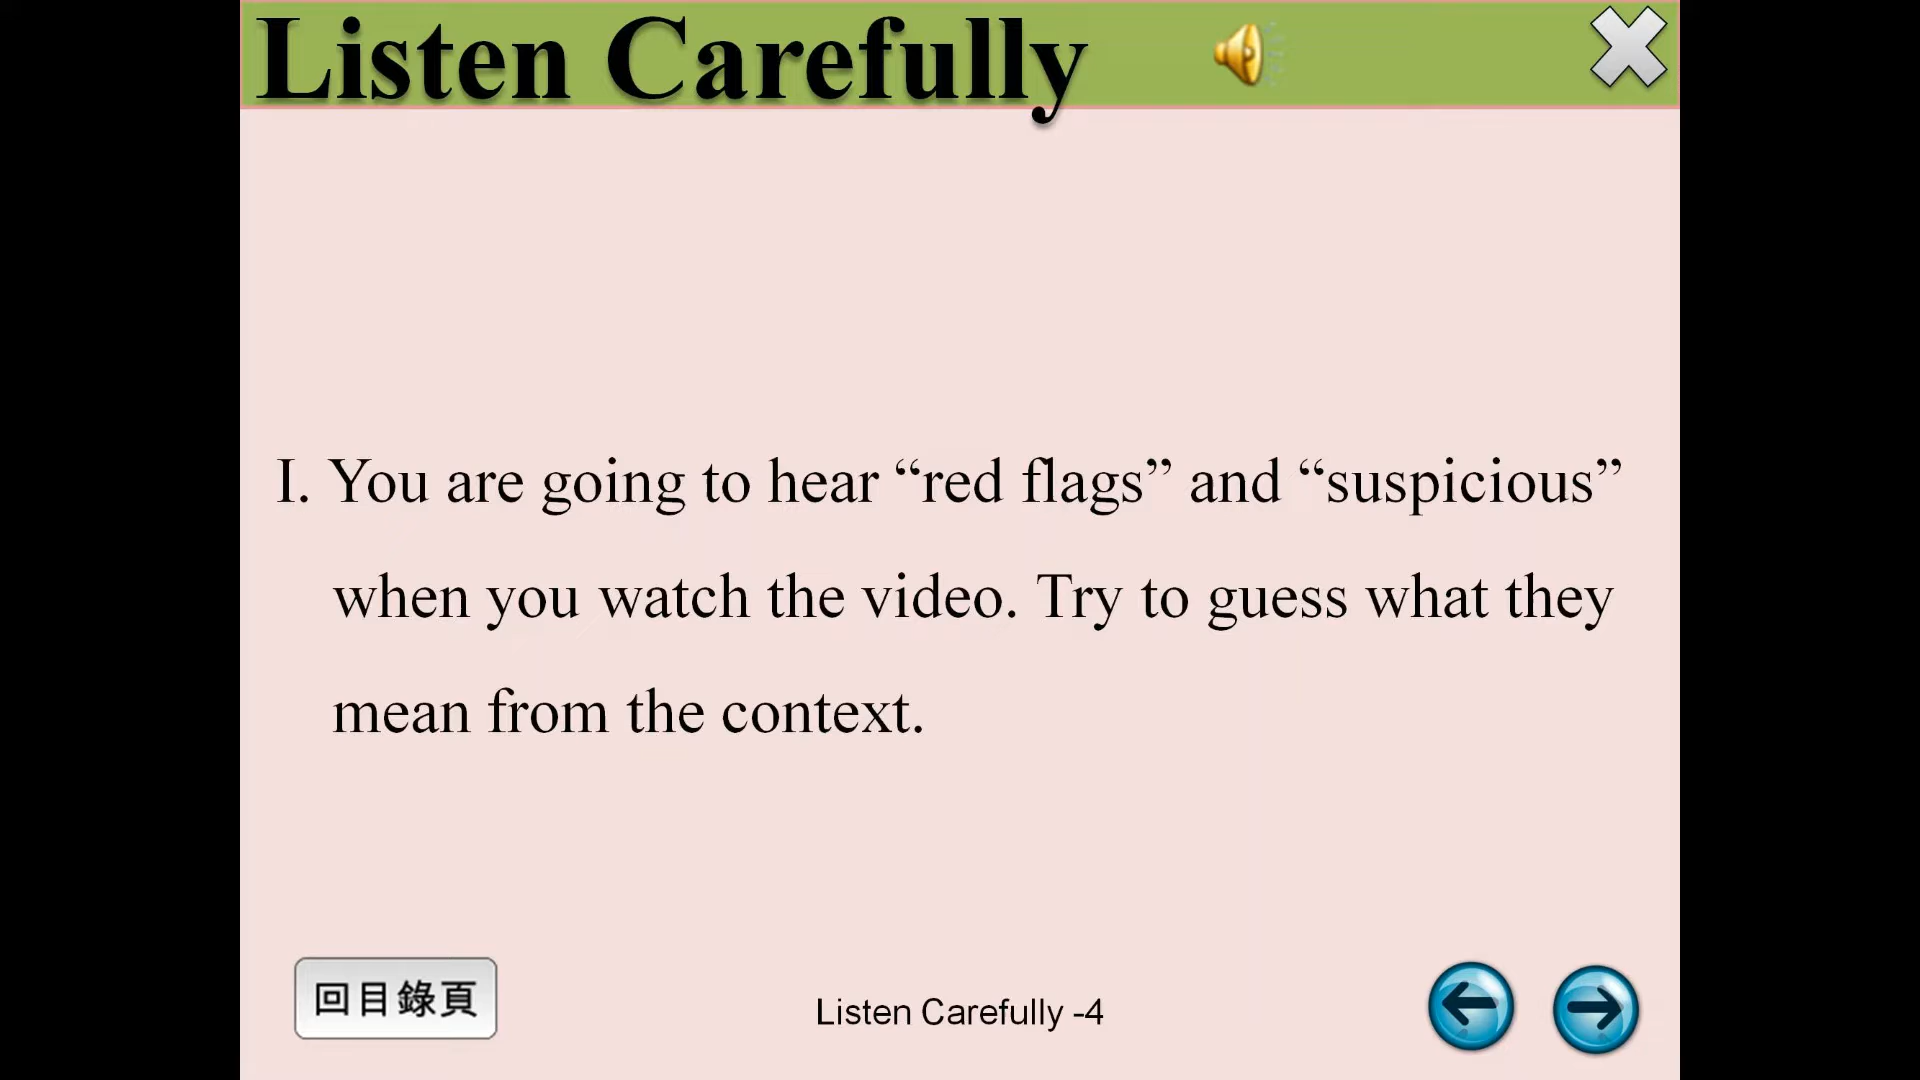 Listen Carefully
I. You are going to hear “red flags” and “suspicious”
when you watch the video. Try to guess what they
mean from the context.
回目錄頁
Listen Carefully -4